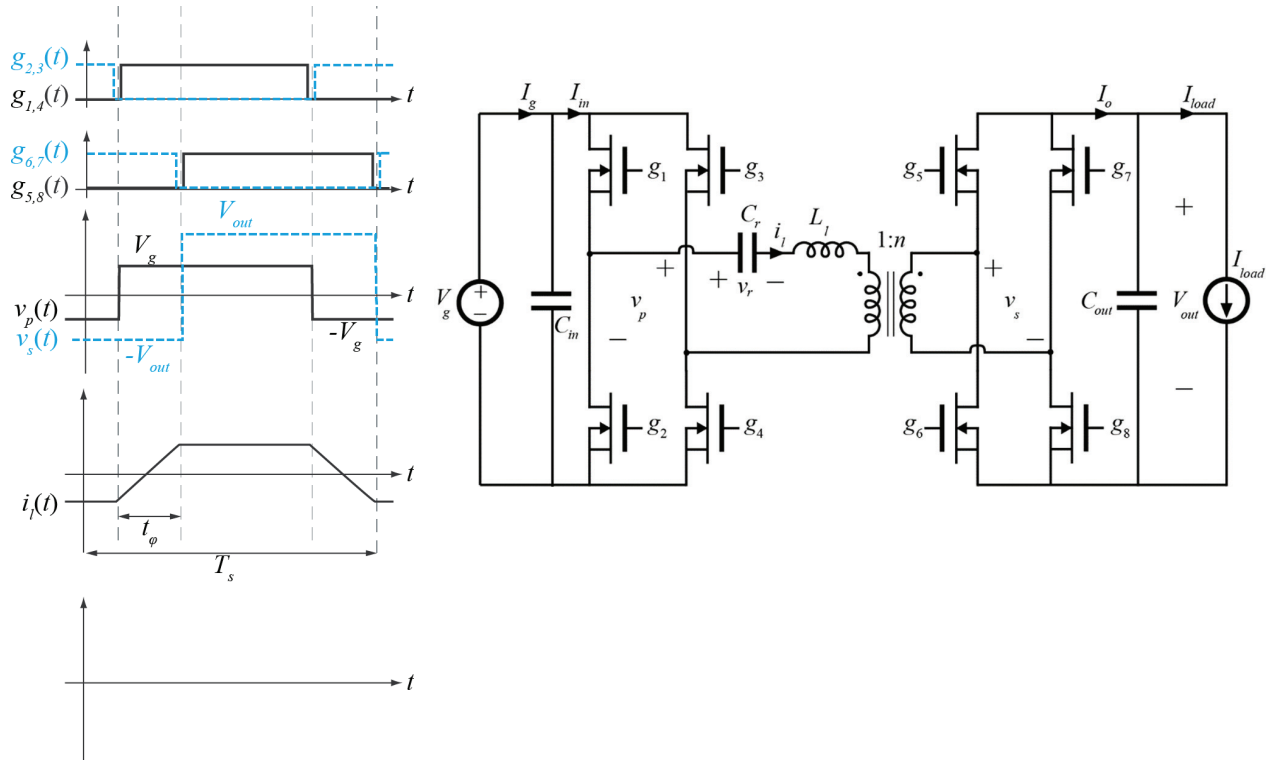 g2,3(t)
g1,4(t)
t
g6,7(t)
g5,8(t)
t
Vout
Vg
t
vp(t)
-Vg
vs(t)
-Vout
t
il(t)
tφ
Ts
t
Ig
Iin
Io
Iload
g1
g3
g5
g7
Cr
il
Ll
1:n
+
+
vr
−
+
+
Vg
+
−
Cin
vp
−
vs
−
Cout
Vout
Iload
−
g2
g4
g6
g8